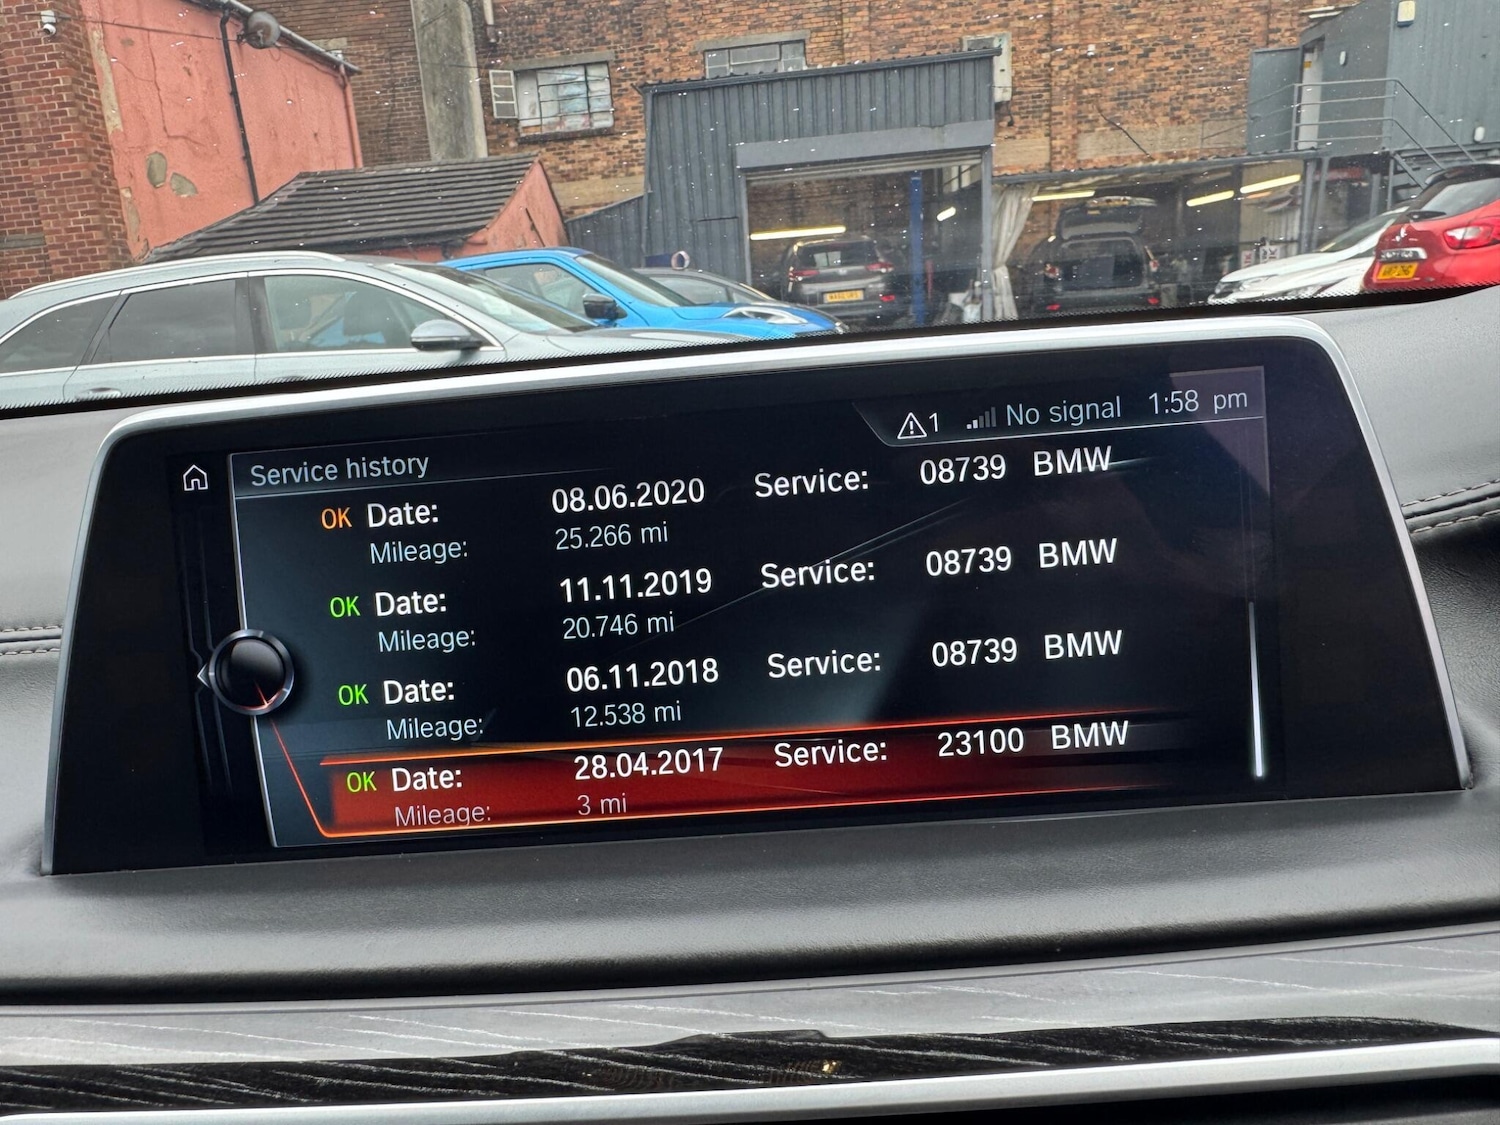 1 No signal 1:58 pm
Service history
OK Date: 08.06.2020 Service: 08739 BMW
Mileage: 25.266 mi
OK Date: 11.11.2019 Service: 08739 BMW
Mileage: 20.746 mi
OK Date: 06.11.2018 Service: 08739 BMW
Mileage: 12.538 mi
OK Date: 28.04.2017 Service: 23100 BMW
Mileage: 3 mi